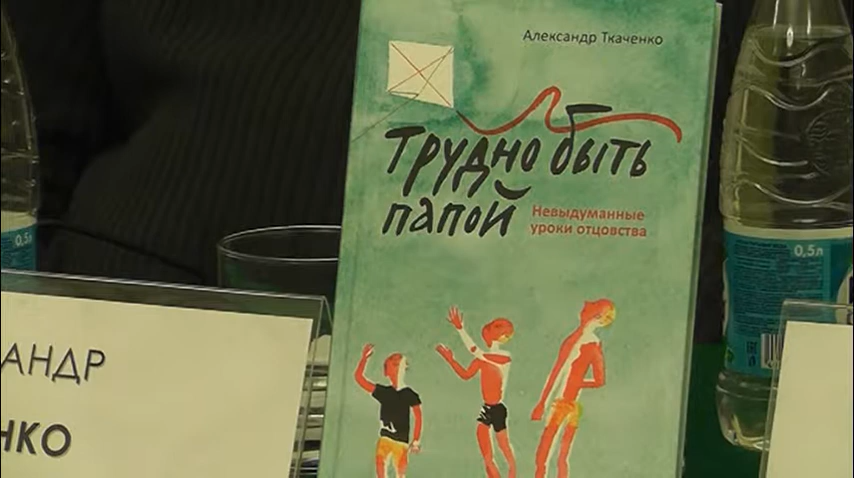 Александр Ткаченко
Трудно быть
папой
Невыдуманные
уроки отцовства
АНДР
НКО
0,5л
0,5л